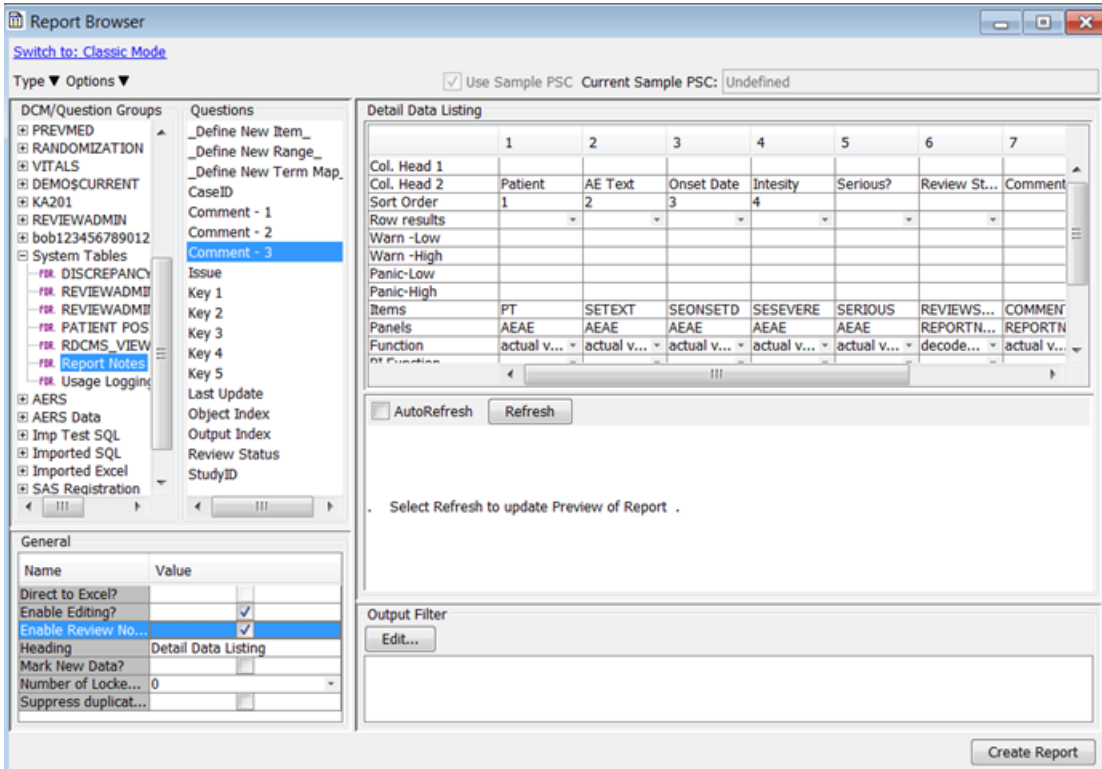 Report Browser
Switch to: Classic Mode
Type ▼ Options ▼
Use Sample PSC Current Sample PSC: Undefined
DCM/Question Groups
PREVMED
RANDOMIZATION
VITALS
DEMO$CURRENT
KA201
REVIEWADMIN
bob123456789012
System Tables
DISCREPANCY
REVIEWADMI
REVIEWADMI
PATIENT POS
RDCMS_VIEW
Report Notes
Usage Logging
AERS
AERS Data
Imp Test SQL
Imported SQL
Imported Excel
SAS Registration
Questions
_Define New Item_
_Define New Range_
_Define New Term Map_
CaseID
Comment - 1
Comment - 2
Comment - 3
Issue
Key 1
Key 2
Key 3
Key 4
Key 5
Last Update
Object Index
Output Index
Review Status
StudyID
Detail Data Listing
1 2 3 4 5 6 7
Col. Head 1
Col. Head 2 Patient AE Text Onset Date Intesity Serious? Review St... Comment
Sort Order 1 2 3 4
Row results
Warn -Low
Warn -High
Panic-Low
Panic-High
Items PT SETEXT SEONSETD SESEVERE SERIOUS REVIEWS... COMMEN
Panels AEAE AEAE AEAE AEAE AEAE REPORTN... REPORTN
Function actual v... actual v... actual v... actual v... actual v... decode... actual v...
AutoRefresh Refresh
. Select Refresh to update Preview of Report .
General
Name Value
Direct to Excel?
Enable Editing?
Enable Review No...
Heading Detail Data Listing
Mark New Data?
Number of Locke... 0
Suppress duplicat...
Output Filter
Edit...
Create Report